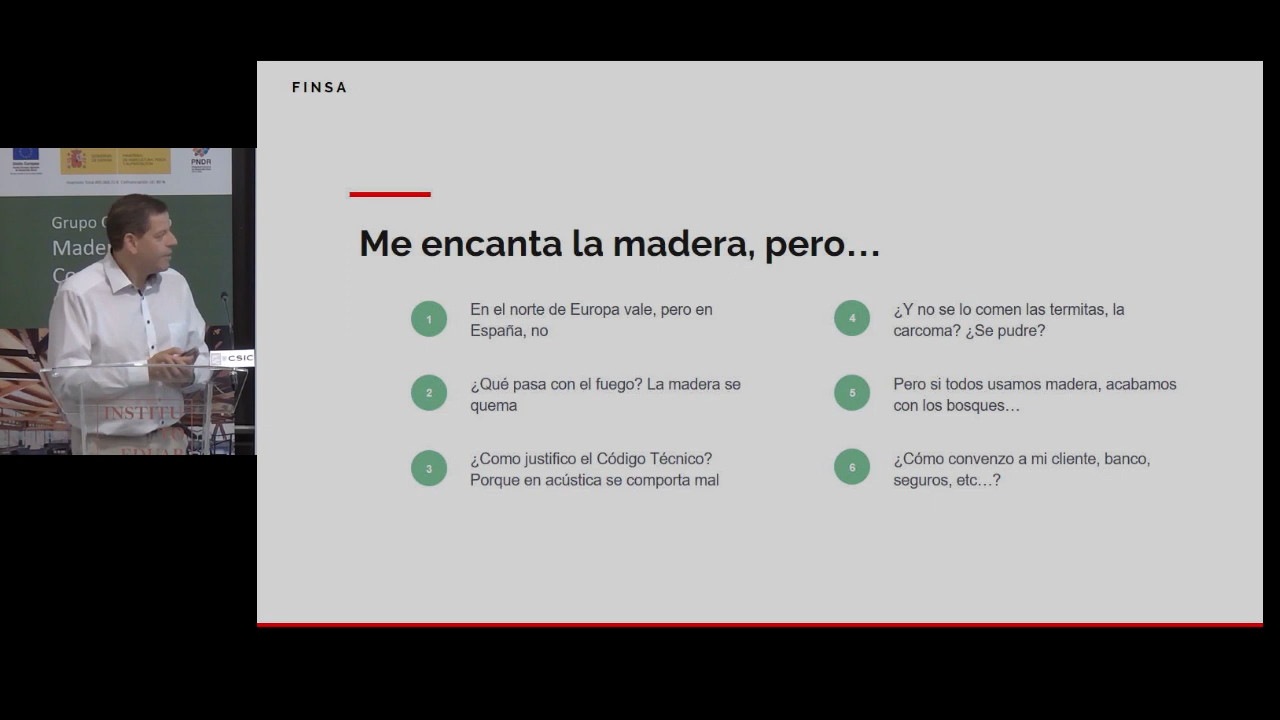 FINSA
Me encanta la madera, pero…
1
En el norte de Europa vale, pero en
España, no
2
¿Qué pasa con el fuego? La madera se
quema
3
¿Como justifico el Código Técnico?
Porque en acústica se comporta mal
4
¿Y no se lo comen las termitas, la
carcoma? ¿Se pudre?
5
Pero si todos usamos madera, acabamos
con los bosques…
6
¿Cómo convenzo a mi cliente, banco,
seguros, etc…?
PNDR
Grupo
CSIC